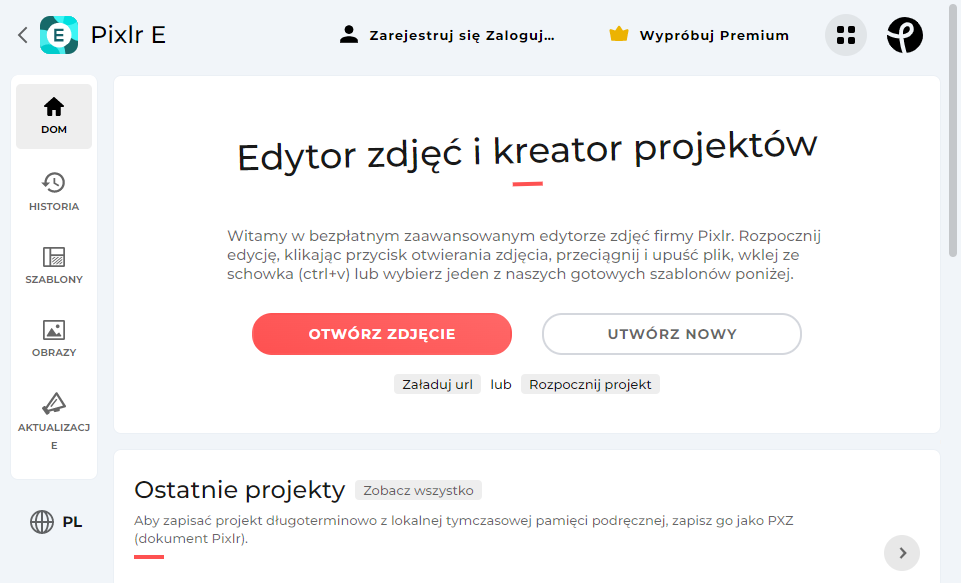 E Pixlr E
Zarejestruj się Zaloguj...
Wypróbuj Premium
DOM
HISTORIA
SZABLONY
OBRAZY
AKTUALIZACJ
E
PL
Edytor zdjęć i kreator projektów
Witamy w bezpłatnym zaawansowanym edytorze zdjęć firmy Pixlr. Rozpocznij
edycję, klikając przycisk otwierania zdjęcia, przeciągnij i upuść plik, wklej ze
schowka (ctrl+v) lub wybierz jeden z naszych gotowych szablonów poniżej.
OTWÓRZ ZDJĘCIE
UTWÓRZ NOWY
Załaduj url lub Rozpocznij projekt
Ostatnie projekty Zobacz wszystko
Aby zapisać projekt długoterminowo z lokalnej tymczasowej pamięci podręcznej, zapisz go jako PXZ
(dokument Pixlr).